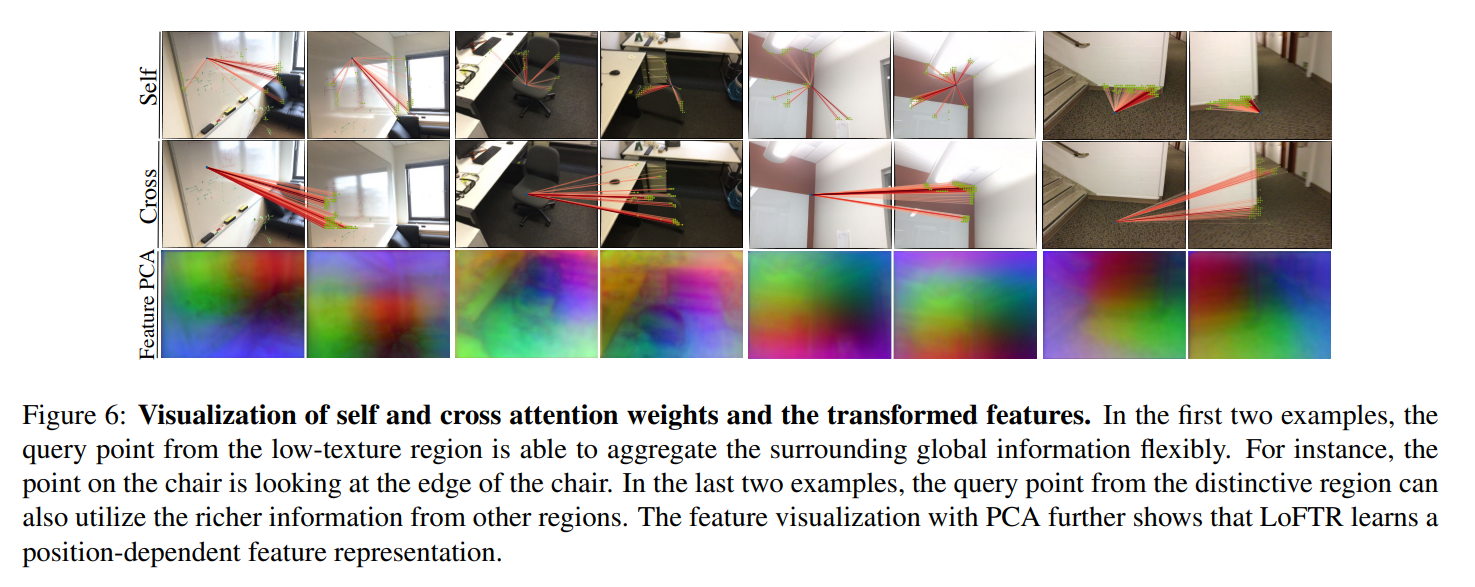 Self
Cross
Feature PCA
Figure 6: Visualization of self and cross attention weights and the transformed features. In the first two examples, the
query point from the low-texture region is able to aggregate the surrounding global information flexibly. For instance, the
point on the chair is looking at the edge of the chair. In the last two examples, the query point from the distinctive region can
also utilize the richer information from other regions. The feature visualization with PCA further shows that LoFTR learns a
position-dependent feature representation.